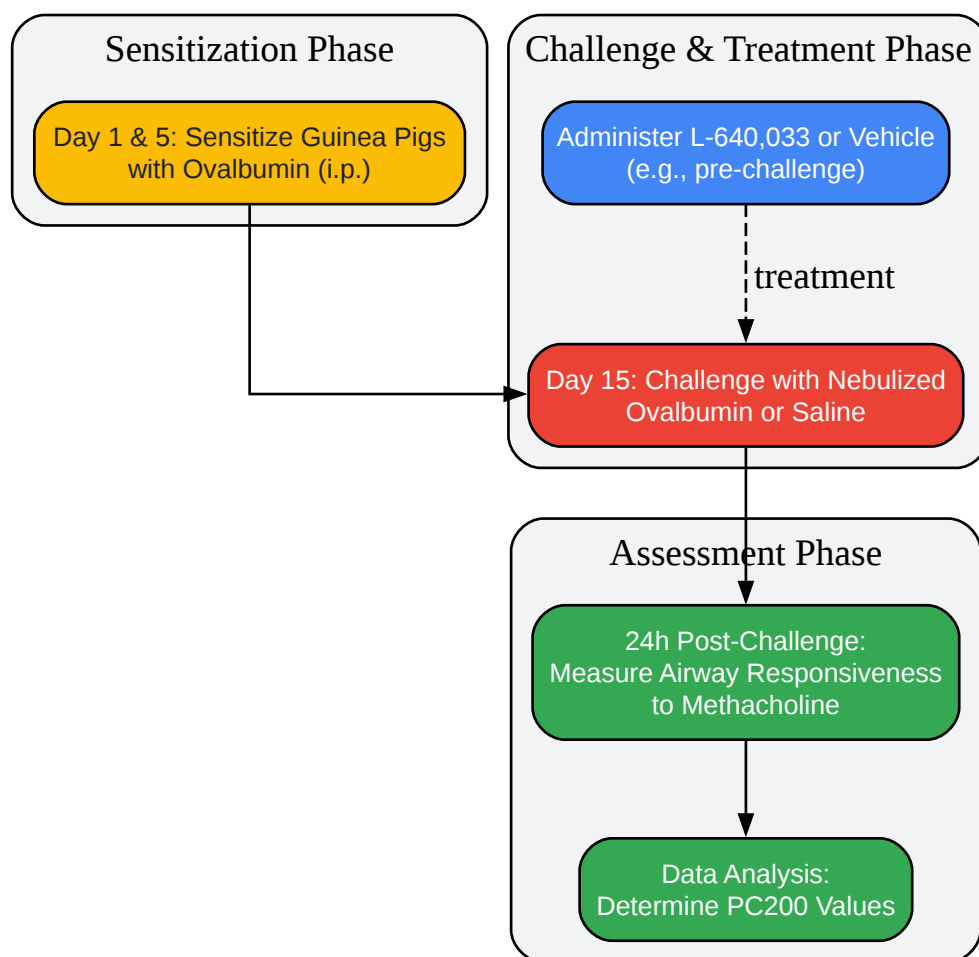 Sensitization Phase
Day 1 & 5: Sensitize Guinea Pigs
with Ovalbumin (i.p.)
Challenge & Treatment Phase
Administer L-640,033 or Vehicle
(e.g., pre-challenge)
treatment
Day 15: Challenge with Nebulized
Ovalbumin or Saline
Assessment Phase
24h Post-Challenge:
Measure Airway Responsiveness
to Methacholine
Data Analysis:
Determine PC200 Values